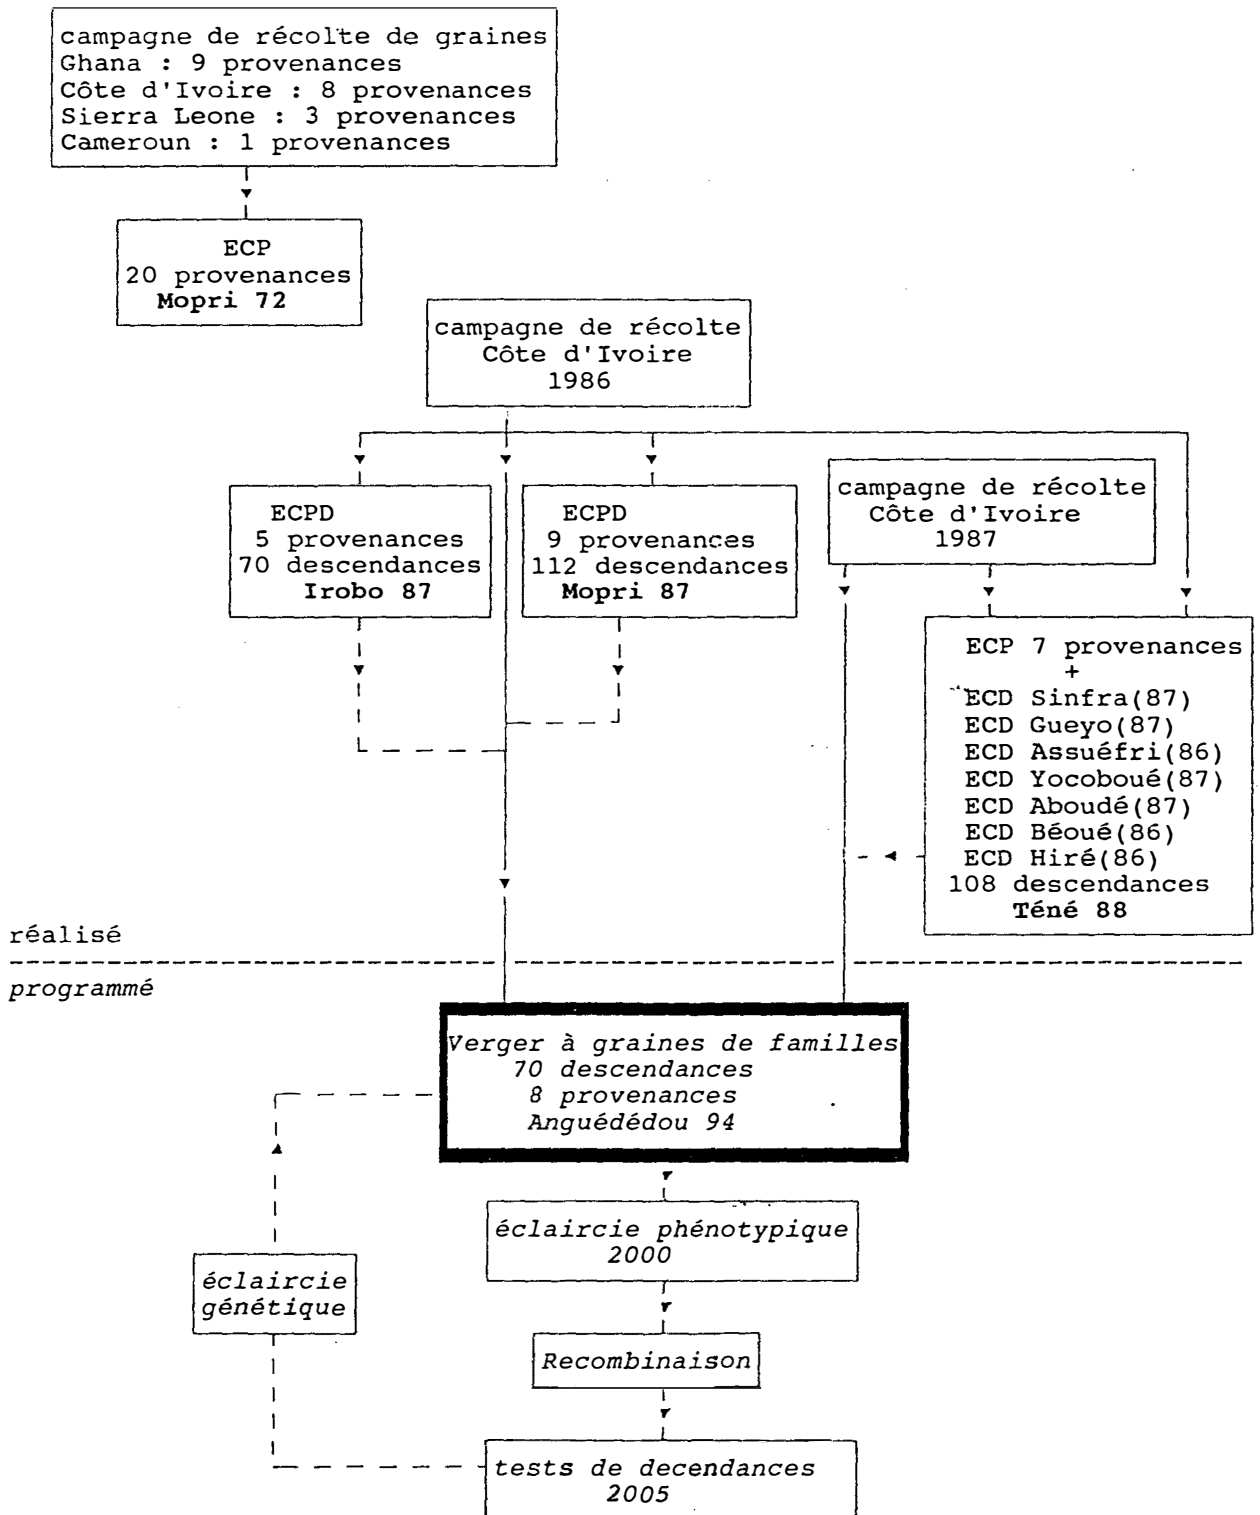 campagne de récolte de graines
Ghana : 9 provenances
Côte d'Ivoire : 8 provenances
Sierra Leone : 3 provenances
Cameroun : 1 provenances
ECP
20 provenances
Mopri 72
campagne de récolte
Côte d'Ivoire
1986
ECPD
5 provenances
70 descendances
Irobo 87
ECPD
9 provenances
112 descendances
Mopri 87
campagne de récolte
Côte d'Ivoire
1987
ECP 7 provenances
+
ECD Sinfra(87)
ECD Gueyo(87)
ECD Assuéfri(86)
ECD Yocoboué(87)
ECD Aboudé(87)
ECD Béoué(86)
ECD Hiré(86)
108 descendances
Téné 88
réalisé
programmé
Verger à graines de familles
70 descendances
8 provenances
Anguédédou 94
éclaircie phénotypique
2000
éclaircie
génétique
Recombinaison
tests de decendances
2005